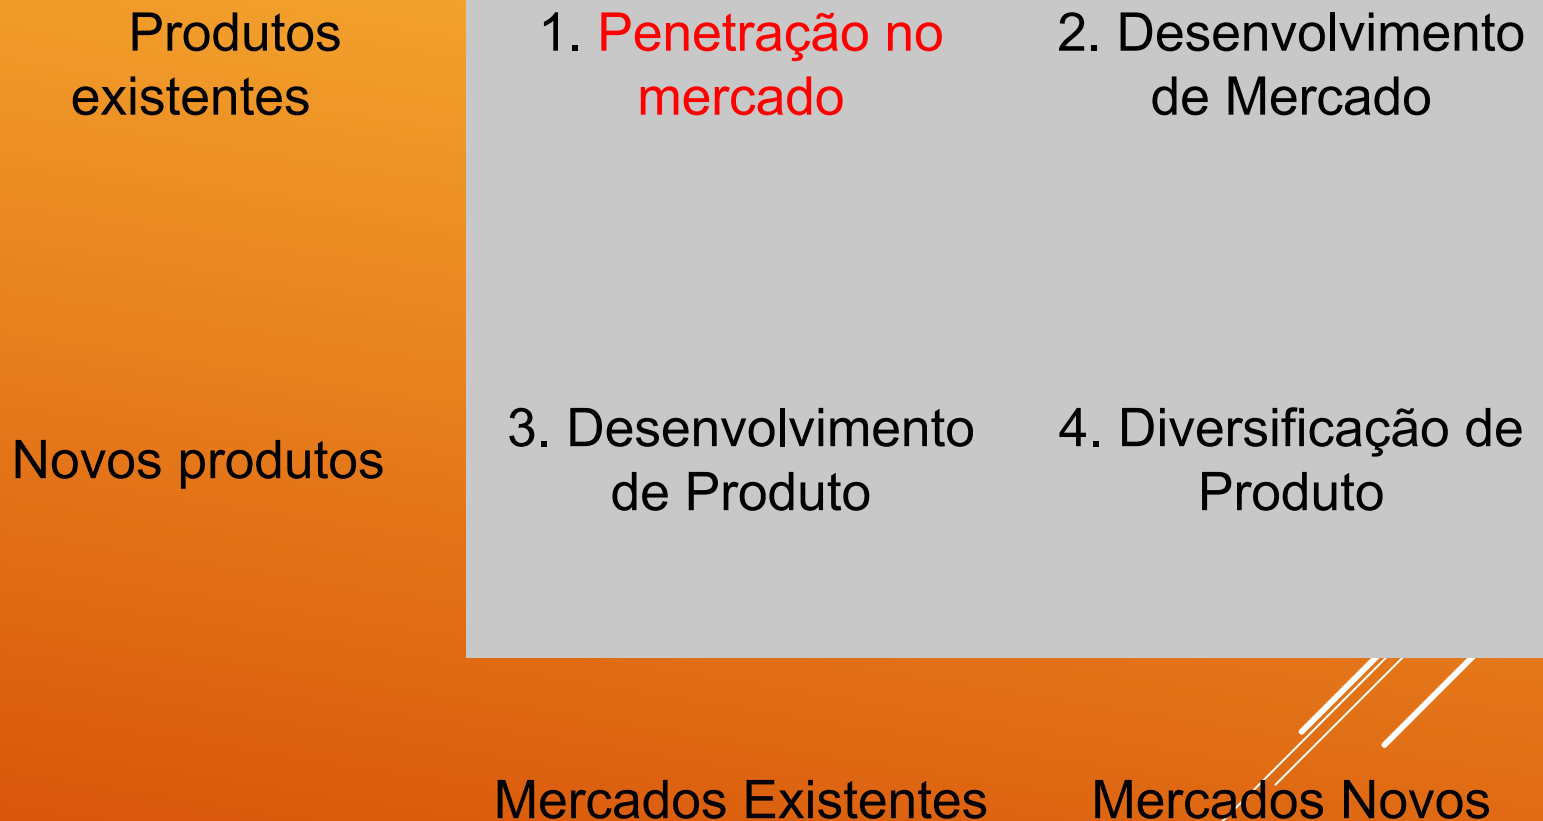 Produtos
existentes
1. Penetração no
mercado
2. Desenvolvimento
de Mercado
Novos produtos
3. Desenvolvimento
de Produto
4. Diversificação de
Produto
Mercados Existentes
Mercados Novos